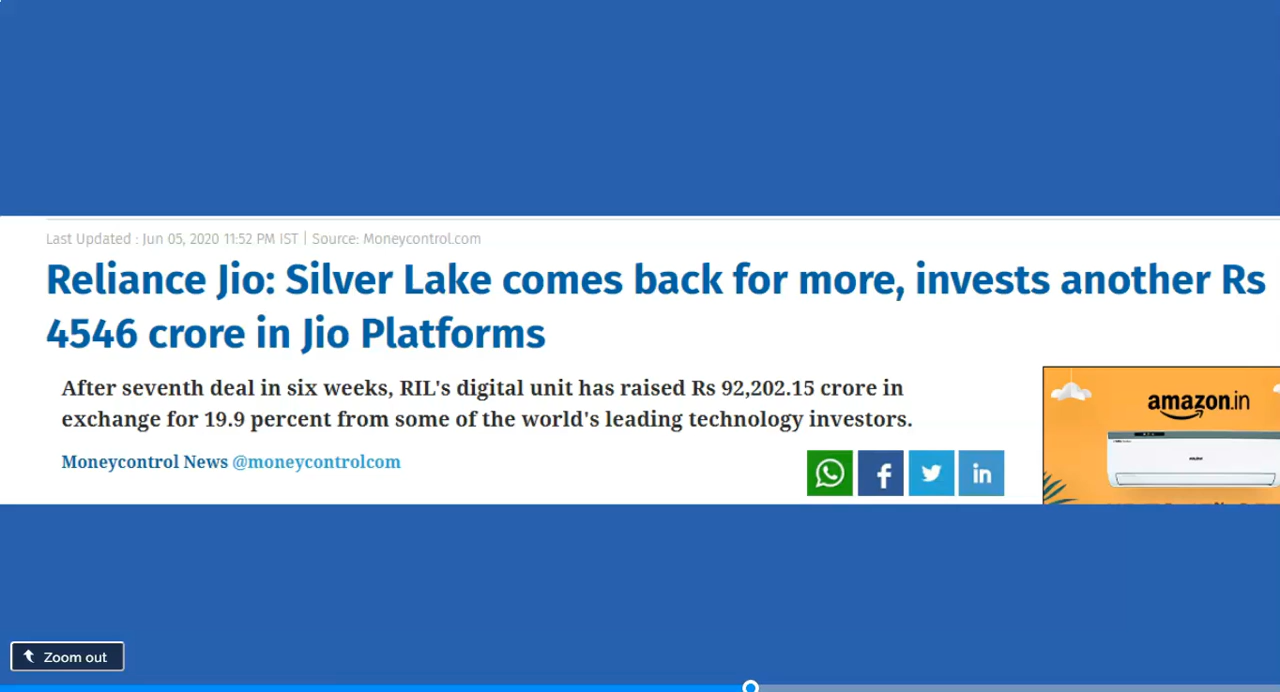 Last Updated : Jun 05, 2020 11:52 PM IST | Source: Moneycontrol.com
Reliance Jio: Silver Lake comes back for more, invests another Rs
4546 crore in Jio Platforms
After seventh deal in six weeks, RIL's digital unit has raised Rs 92,202.15 crore in
exchange for 19.9 percent from some of the world's leading technology investors.
Moneycontrol News @moneycontrolcom
amazon.in
Zoom out